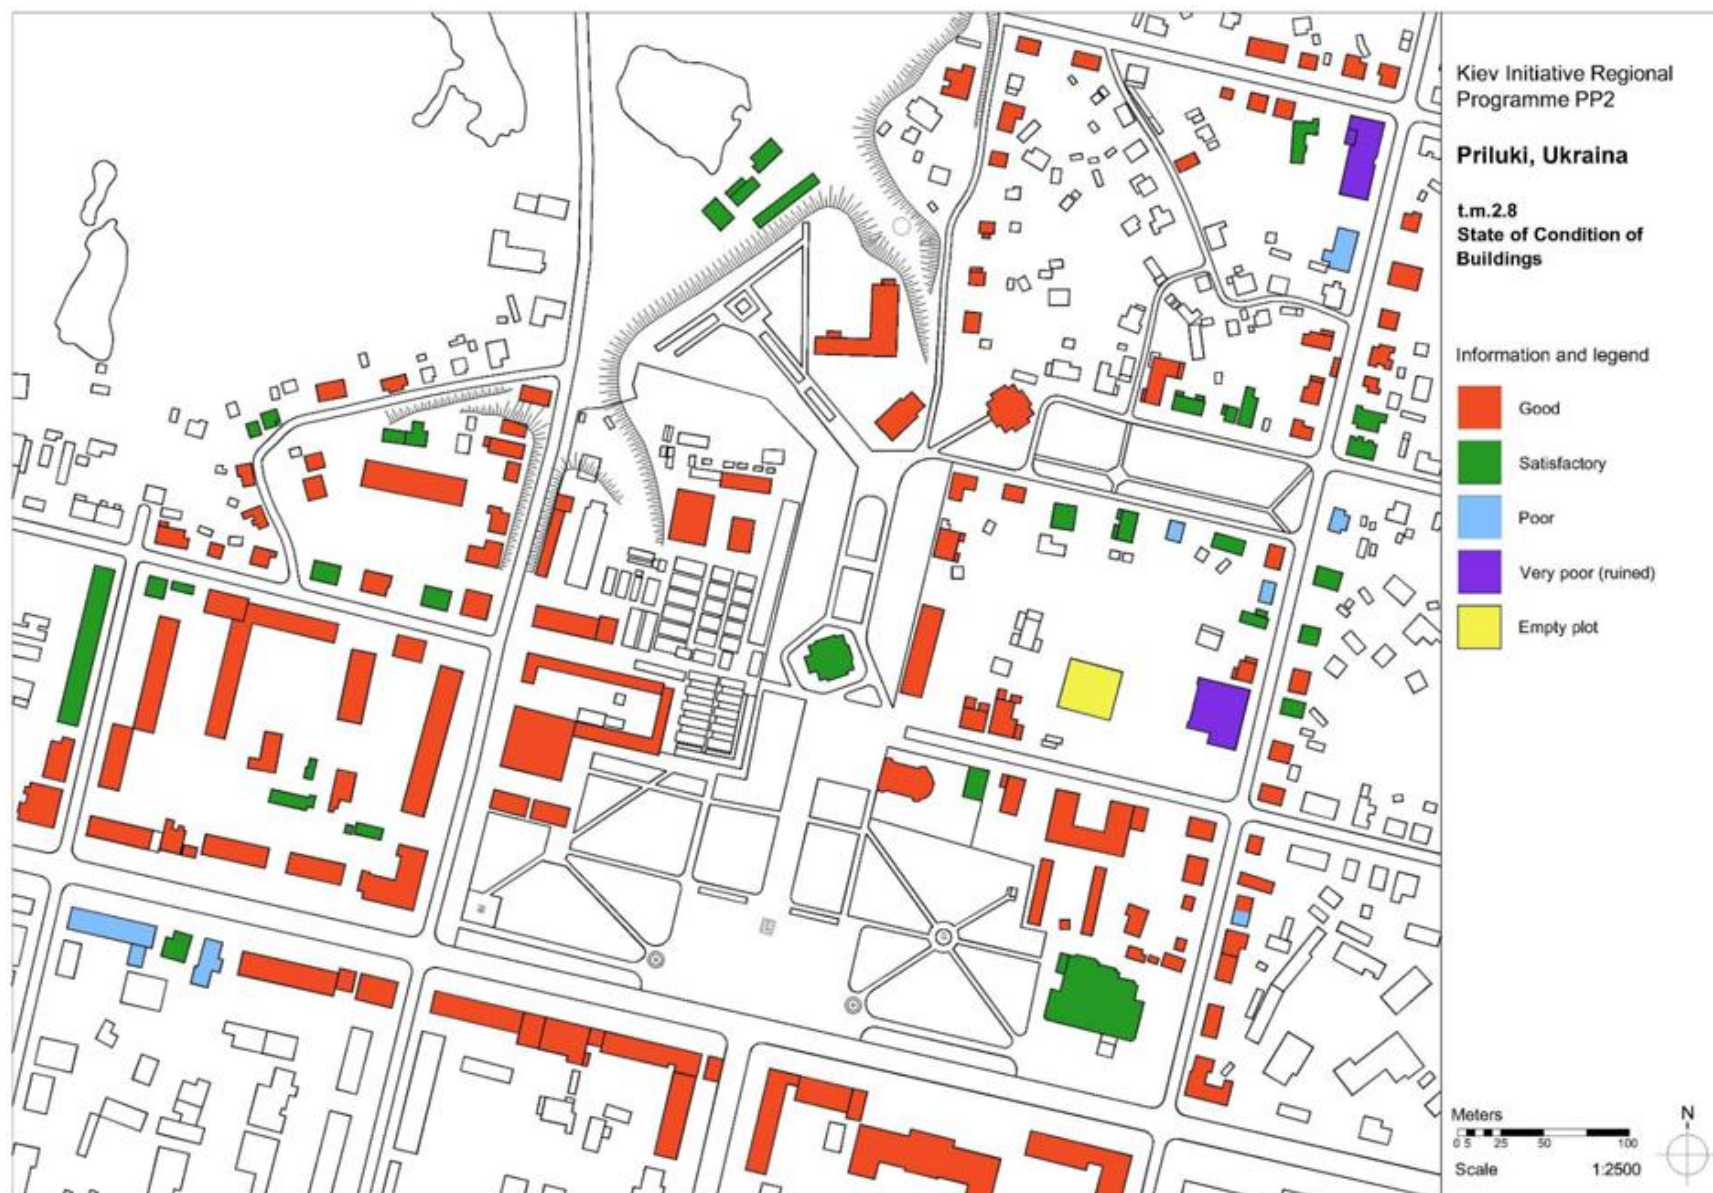 Kiev Initiative Regional
Programme PP2
Priluki, Ukraina
t.m.2.8
State of Condition of
Buildings
Information and legend
Good
Satisfactory
Poor
Very poor (ruined)
Empty plot
Meters
0 5 25 50 100
Scale 1:2500
N